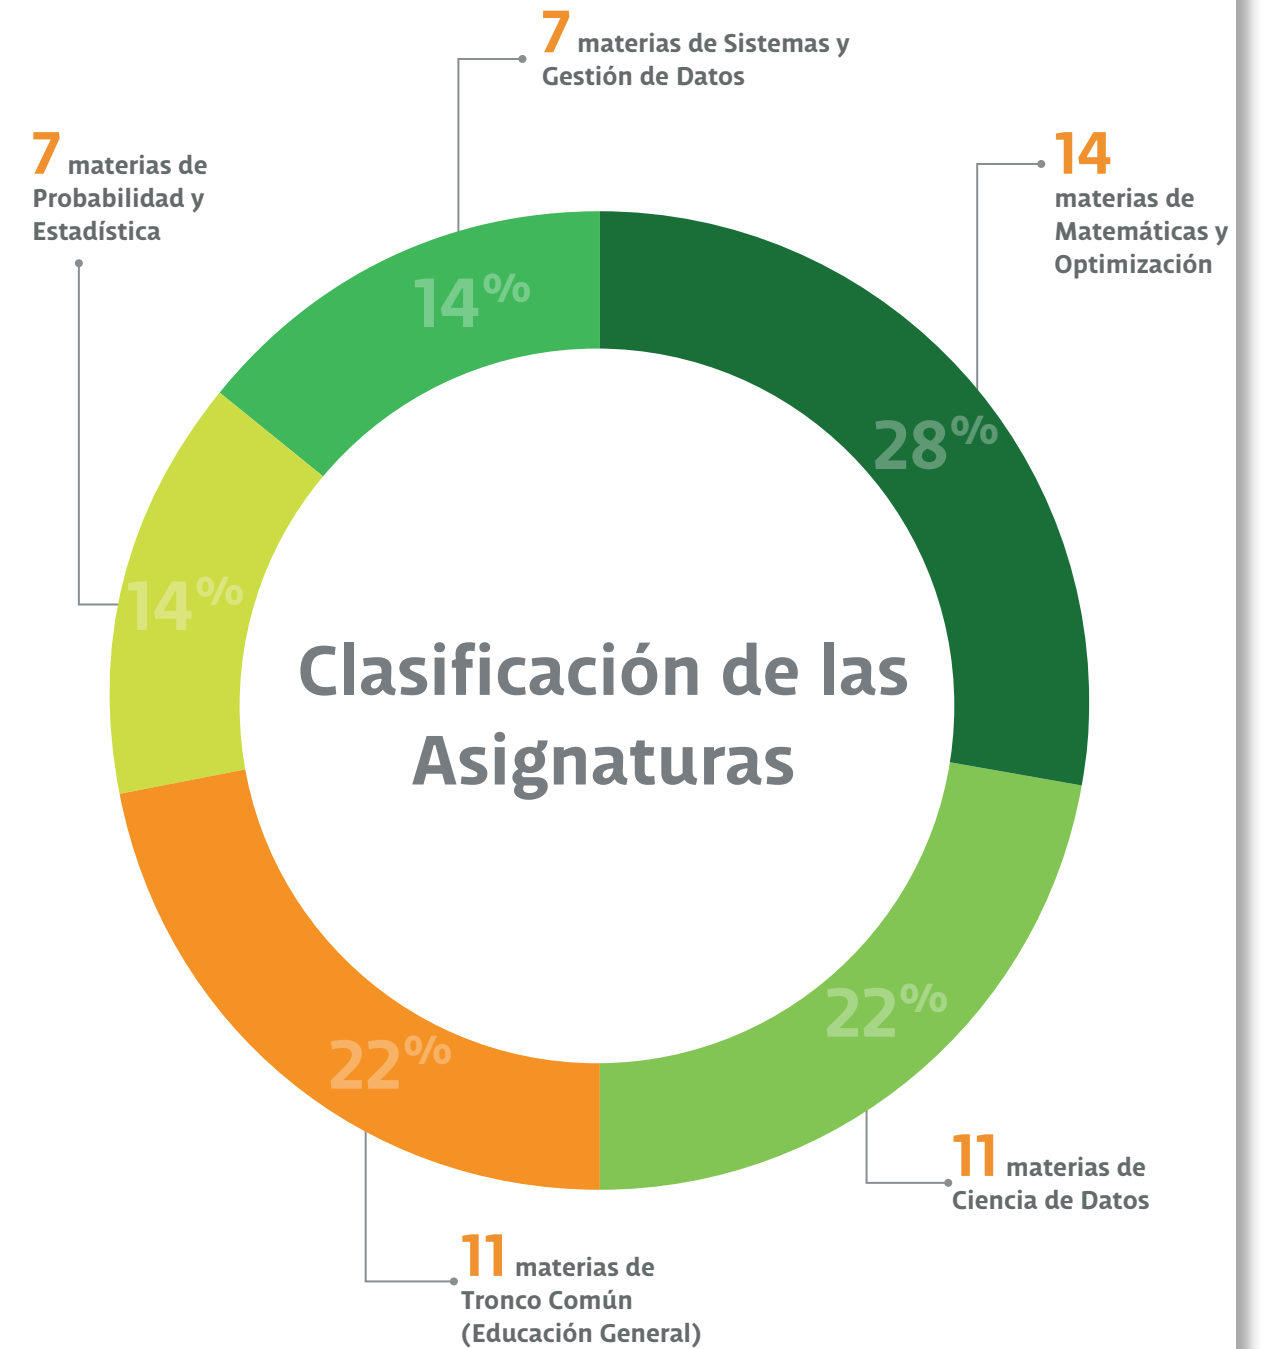 7 materias de Sistemas y
Gestión de Datos
7 materias de
Probabilidad y
Estadística
14
materias de
Matemáticas y
Optimización
14%
28%
14%
Clasificación de las
Asignaturas
22%
22%
11 materias de
Ciencia de Datos
11 materias de
Tronco Común
(Educación General)